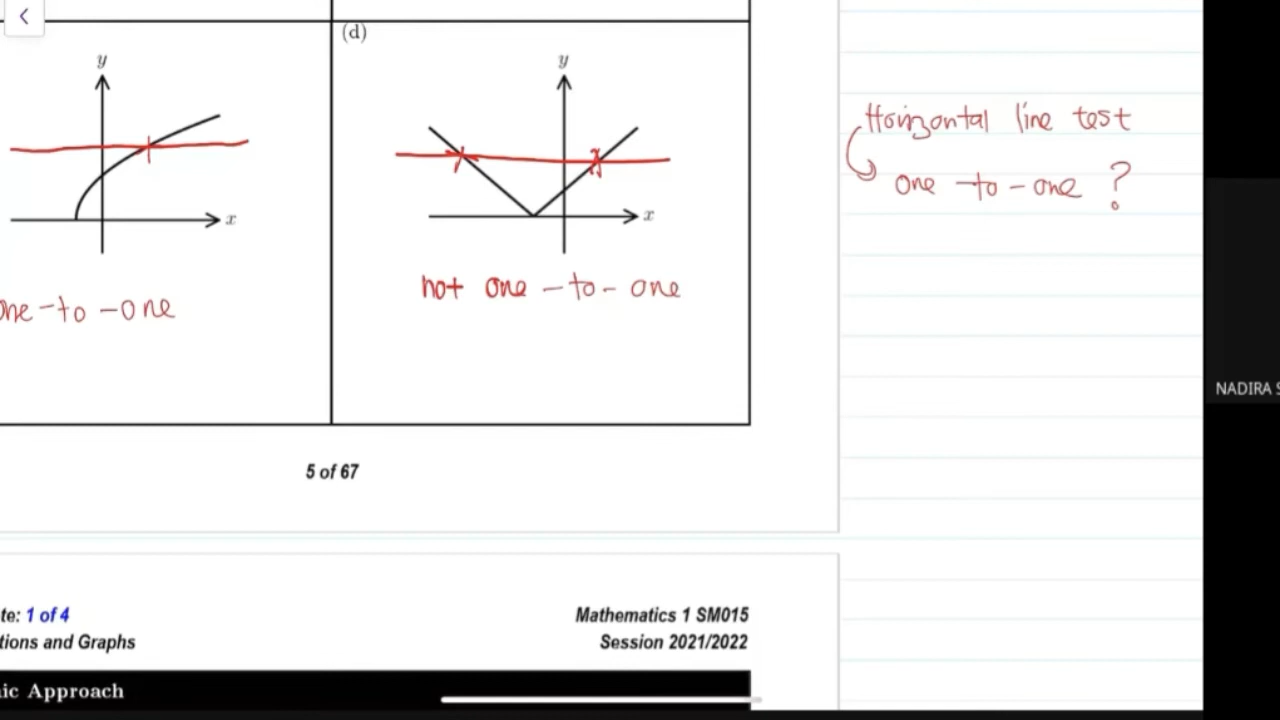 (d)
y
x
one-to-one
y
x
not one-to-one
Horizontal line test
one-to-one?
5 of 67
te: 1 of 4
tions and Graphs
Mathematics 1 SM015
Session 2021/2022
ic Approach
NADIRA S